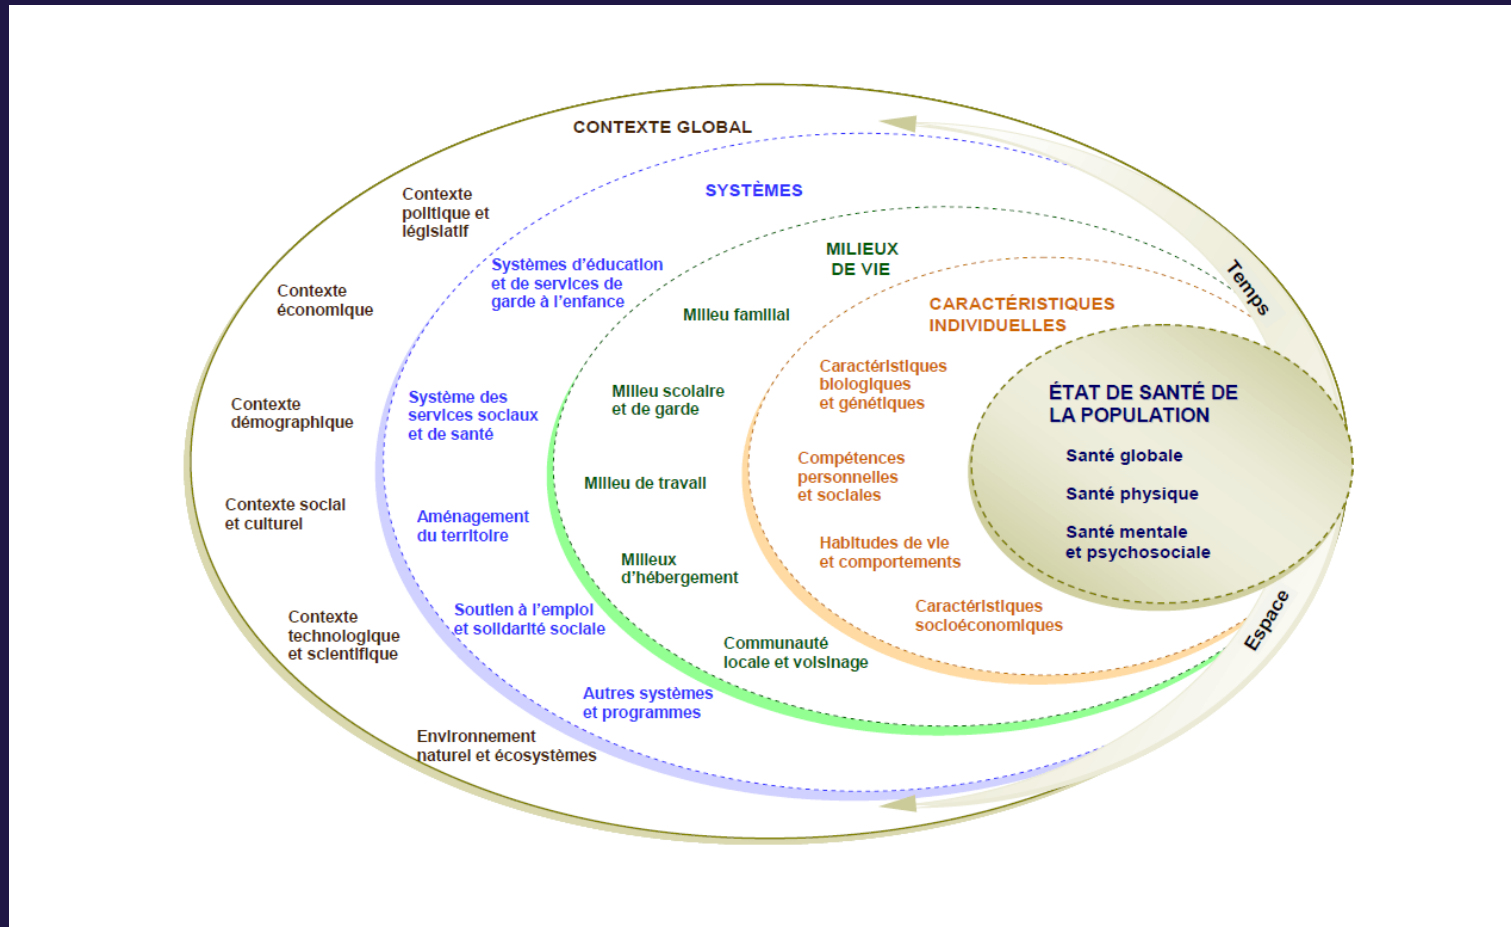 CONTEXTE GLOBAL
Contexte
politique et
législatif
Contexte
économique
Contexte
démographique
Contexte social
et culturel
Contexte
technologique
et scientifique
Environnement
naturel et écosystèmes
SYSTÈMES
Systèmes d'éducation
et de services de
garde à l'enfance
Système des
services sociaux
et de santé
Aménagement
du territoire
Soutien à l'emploi
et solidarité sociale
Autres systèmes
et programmes
MILIEUX
DE VIE
Milieu familial
Milieu scolaire
et de garde
Milieu de travail
Milieux
d'hébergement
Communauté
locale et voisinage
CARACTÉRISTIQUES
INDIVIDUELLES
Caractéristiques
biologiques
et génétiques
Compétences
personnelles
et sociales
Habitudes de vie
et comportements
Caractéristiques
socioéconomiques
ÉTAT DE SANTÉ DE
LA POPULATION
Santé globale
Santé physique
Santé mentale
et psychosociale
Temps
Espace